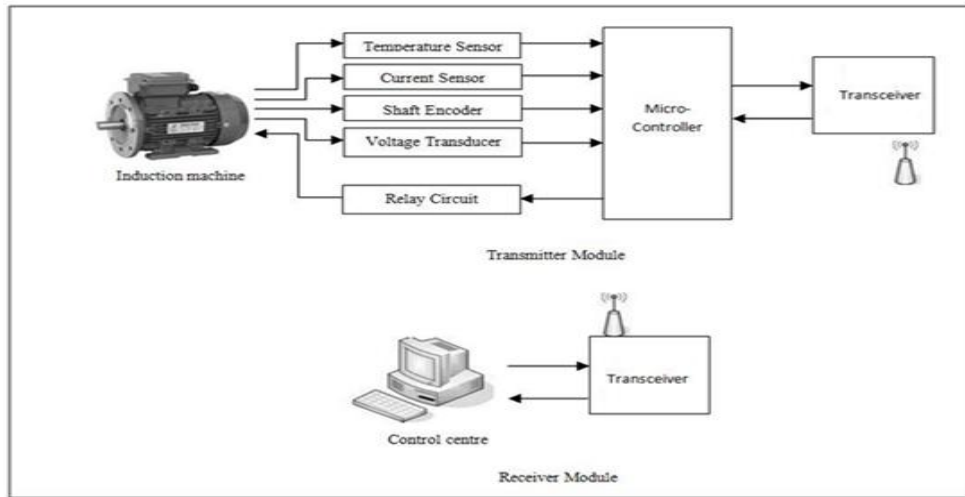 Temperature Sensor
Current Sensor
Shaft Encoder
Voltage Transducer
Relay Circuit
Micro-
Controller
Transceiver
Induction machine
Transmitter Module
Transceiver
Control centre
Receiver Module